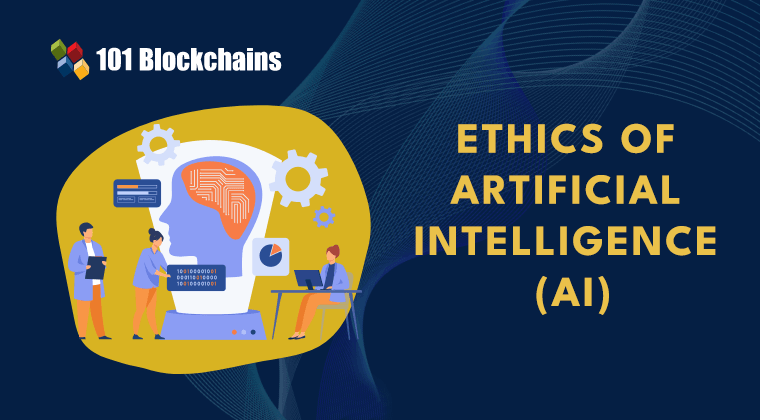 101 Blockchains
ETHICS OF
ARTIFICIAL
INTELLIGENCE
(AI)